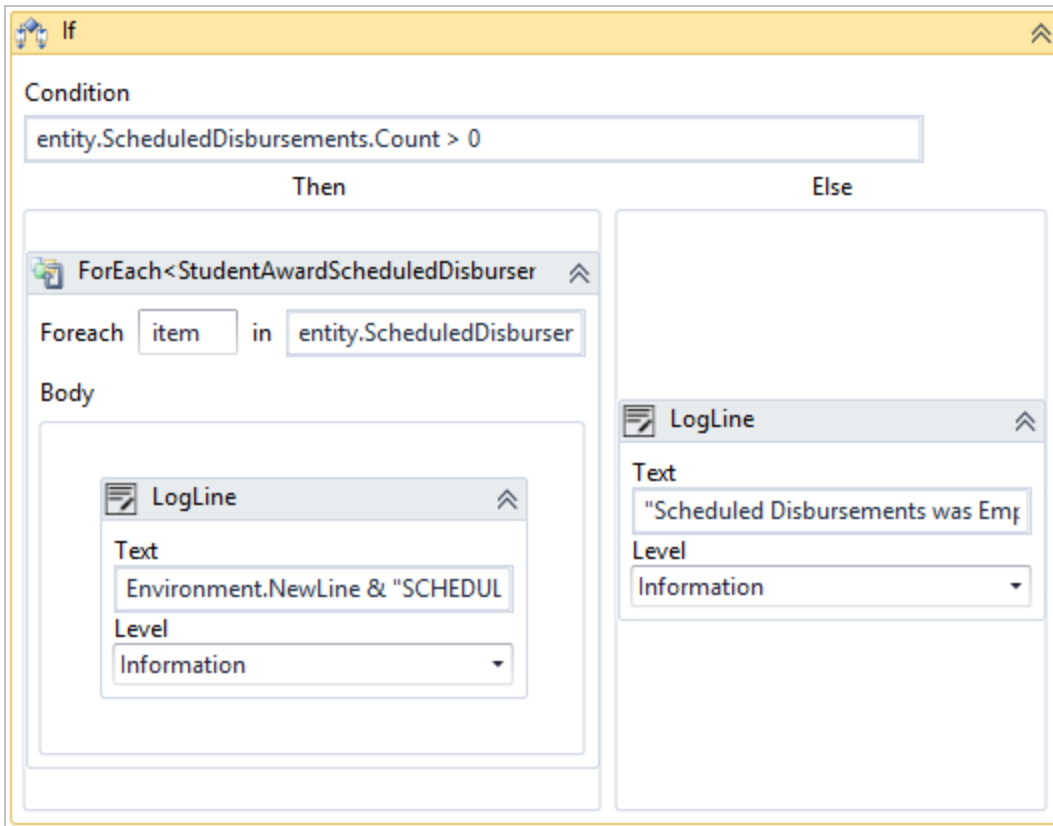 If
Condition
entity.ScheduledDisbursements.Count > 0
Then
Else
ForEach<StudentAwardScheduledDisburser
Foreach item in entity.ScheduledDisburser
Body
LogLine
Text
Environment.NewLine & "SCHEDUL
Level
Information
LogLine
Text
"Scheduled Disbursements was Emp
Level
Information